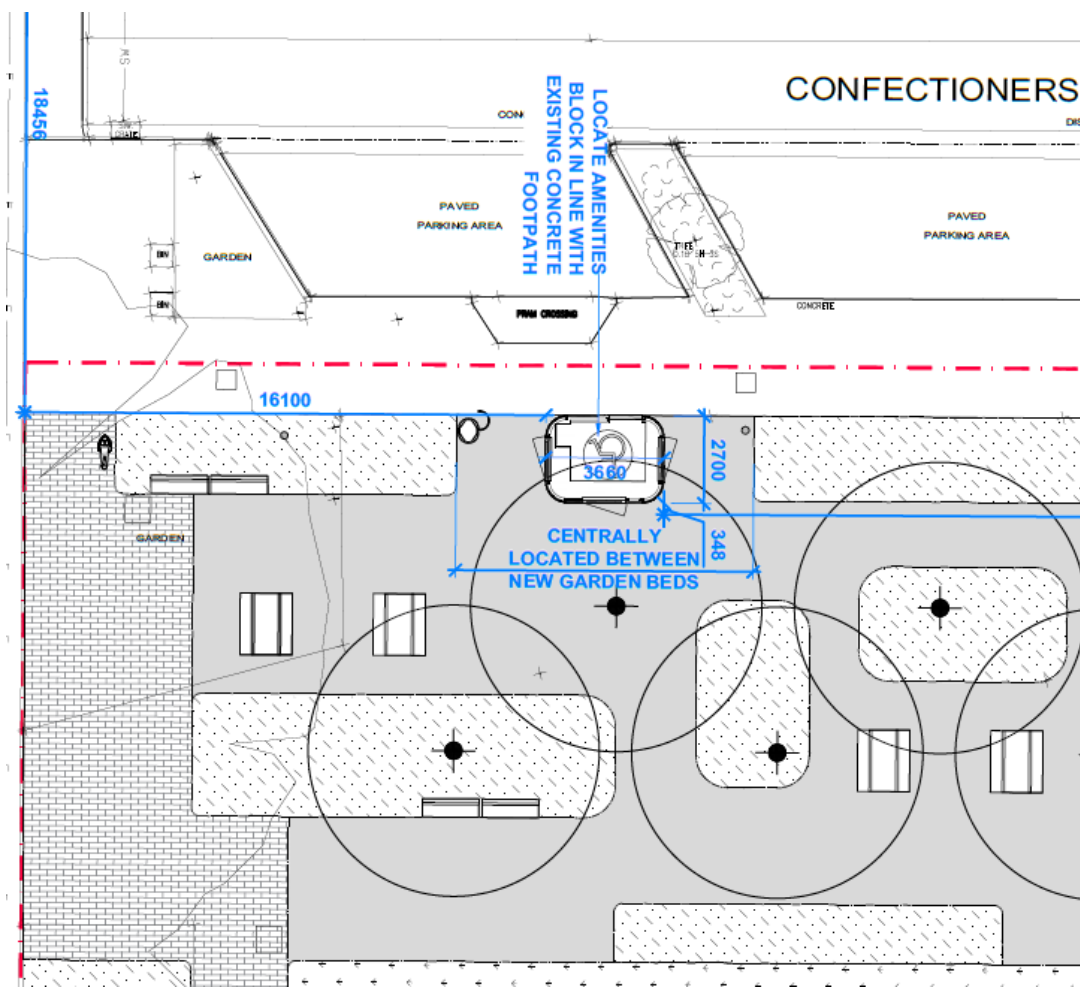 CONFECTIONERS
18456
LOCATE AMENITIES
BLOCK IN LINE WITH
EXISTING CONCRETE
FOOTPATH
PAVED
PARKING AREA
PAVED
PARKING AREA
GARDEN
BIN
BIN
PRAM CROSSING
CONCRETE
16100
3660
2700
348
CENTRALLY
LOCATED BETWEEN
NEW GARDEN BEDS
GARDEN